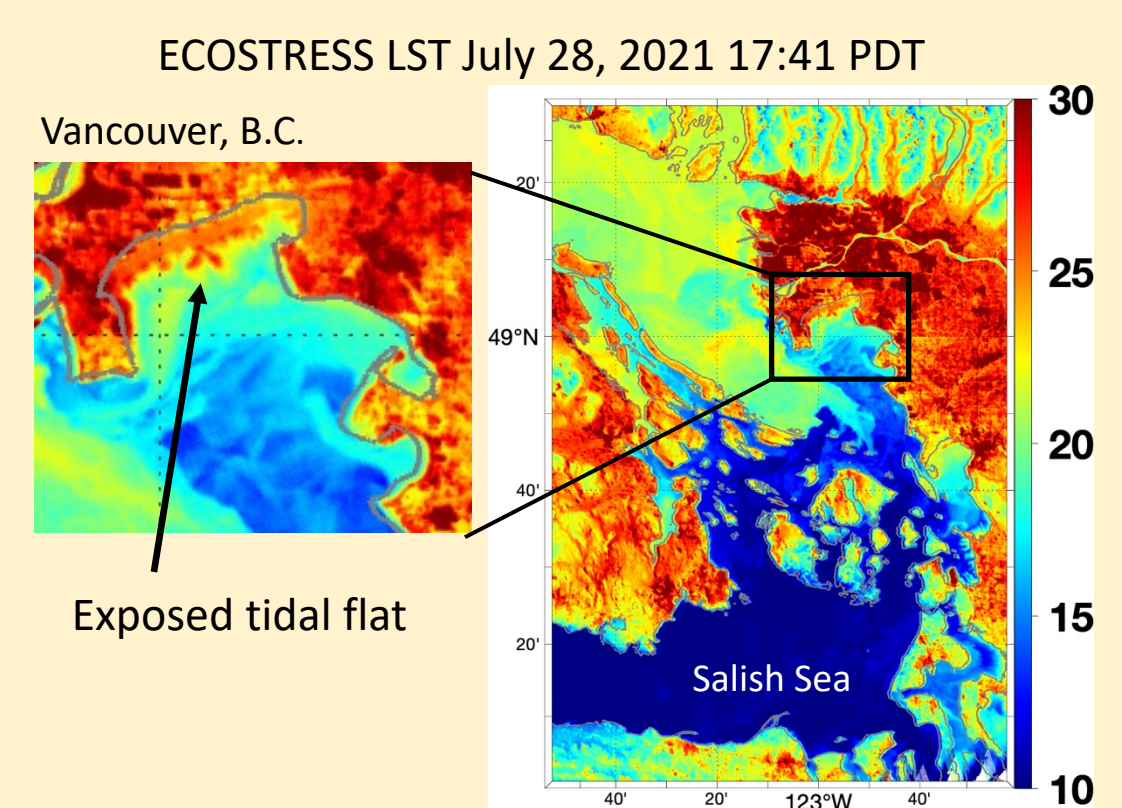 ECOSTRESS LST July 28, 2021 17:41 PDT
Vancouver, B.C.
Exposed tidal flat
Salish Sea
20'
49°N
40'
20'
40'
20'
123°W
40'
30
25
20
15
10